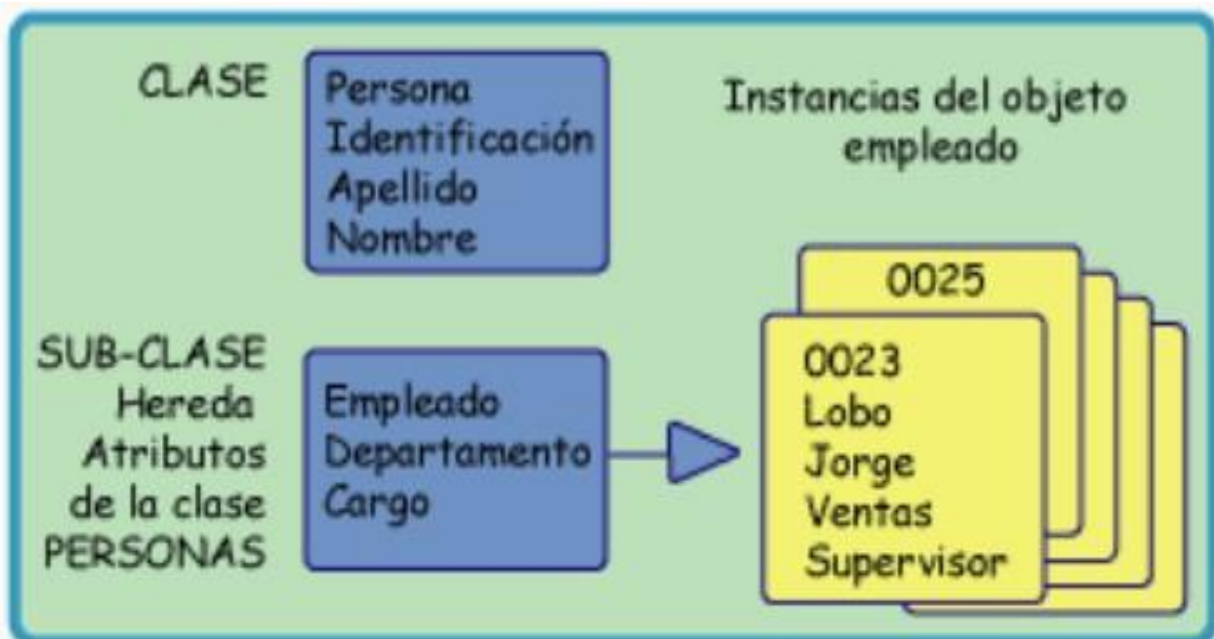 CLASE
Persona
Identificación
Apellido
Nombre
Instancias del objeto
empleado
SUB-CLASE
Hereda
Atributos
de la clase
PERSONAS
Empleado
Departamento
Cargo
0025
0023
Lobo
Jorge
Ventas
Supervisor